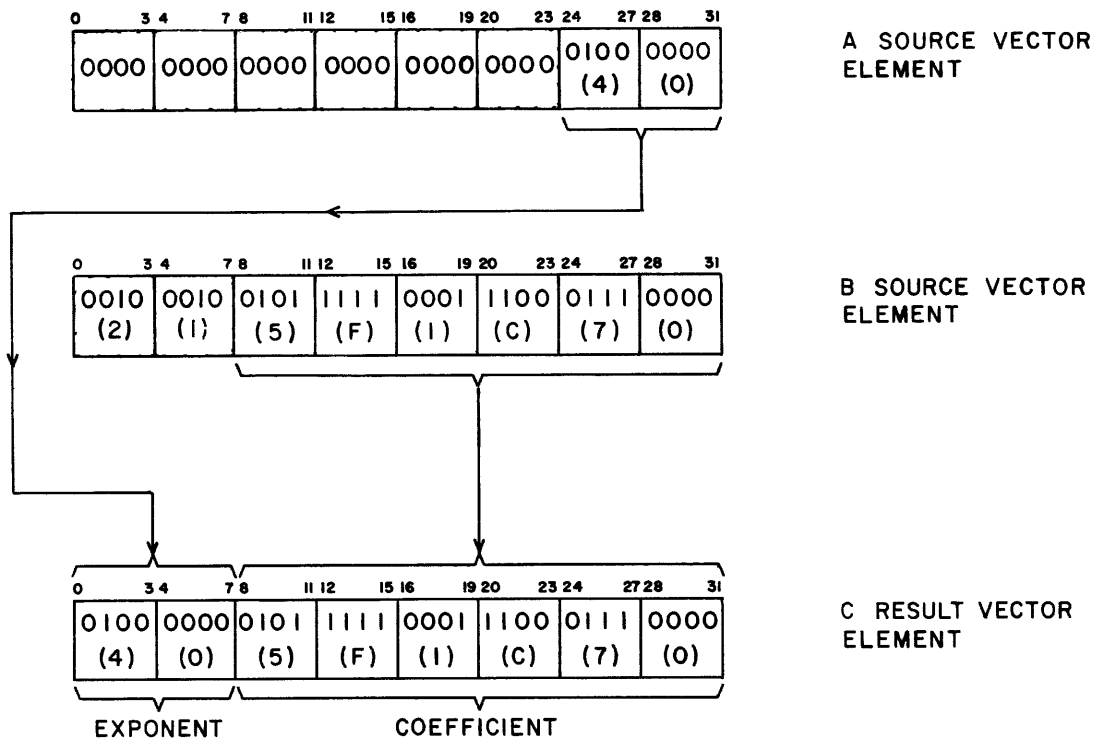 0 3 4 7 8 11 12 15 16 19 20 23 24 27 28 31
0000 0000 0000 0000 0000 0000 0100 0000
(4) (0)
A SOURCE VECTOR
ELEMENT
0 3 4 7 8 11 12 15 16 19 20 23 24 27 28 31
0010 0010 0101 1111 0001 1100 0111 0000
(2) (1) (5) (F) (1) (C) (7) (0)
B SOURCE VECTOR
ELEMENT
0 3 4 7 8 11 12 15 16 19 20 23 24 27 28 31
0100 0000 0101 1111 0001 1100 0111 0000
(4) (0) (5) (F) (1) (C) (7) (0)
C RESULT VECTOR
ELEMENT
EXPONENT COEFFICIENT